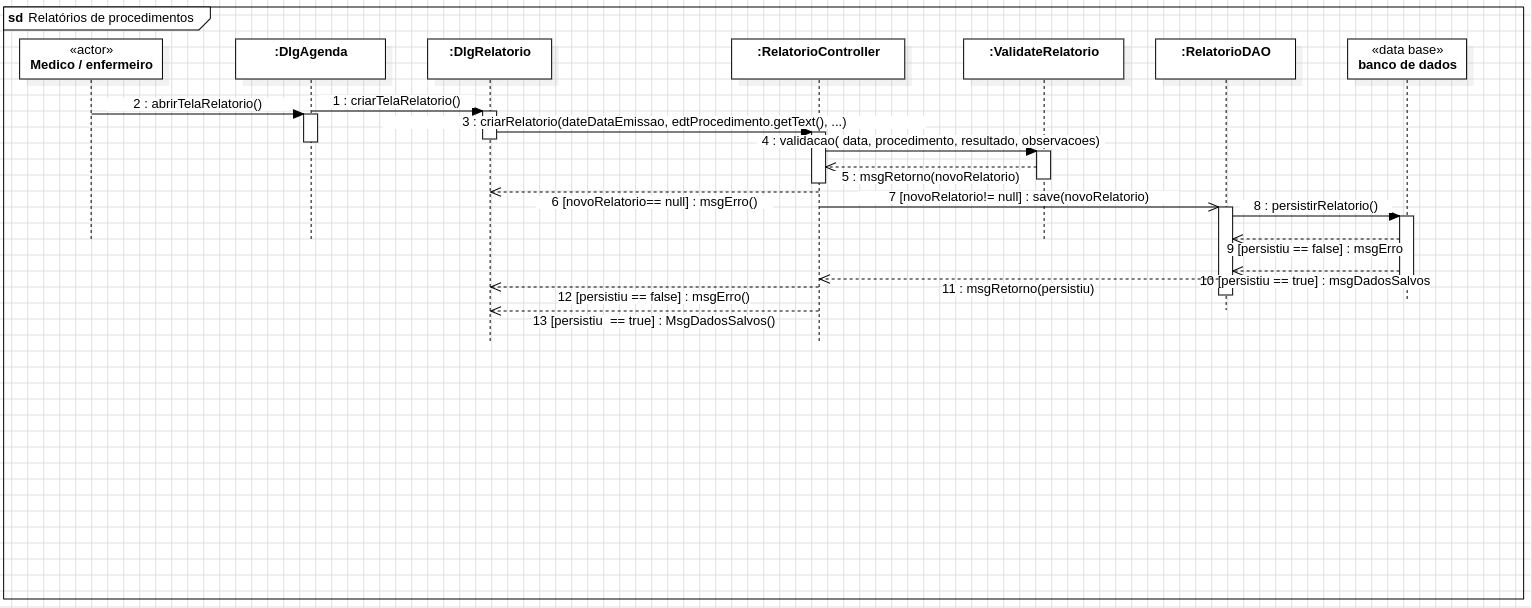 sd Relatórios de procedimentos
«actor»
Medico / enfermeiro
:DlgAgenda
:DlgRelatorio
:RelatorioController
:ValidateRelatorio
:RelatorioDAO
«data base»
banco de dados
2 : abrirTelaRelatorio()
1 : criarTelaRelatorio()
3 : criarRelatorio(dateDataEmissao, edtProcedimento.getText(), ...)
4 : validacao( data, procedimento, resultado, observacoes)
5 : msgRetorno(novoRelatorio)
6 [novoRelatorio== null] : msgErro()
7 [novoRelatorio!= null] : save(novoRelatorio)
8 : persistirRelatorio()
9 [persistiu == false] : msgErro
10 [persistiu == true] : msgDadosSalvos
11 : msgRetorno(persistiu)
12 [persistiu == false] : msgErro()
13 [persistiu  == true] : MsgDadosSalvos()